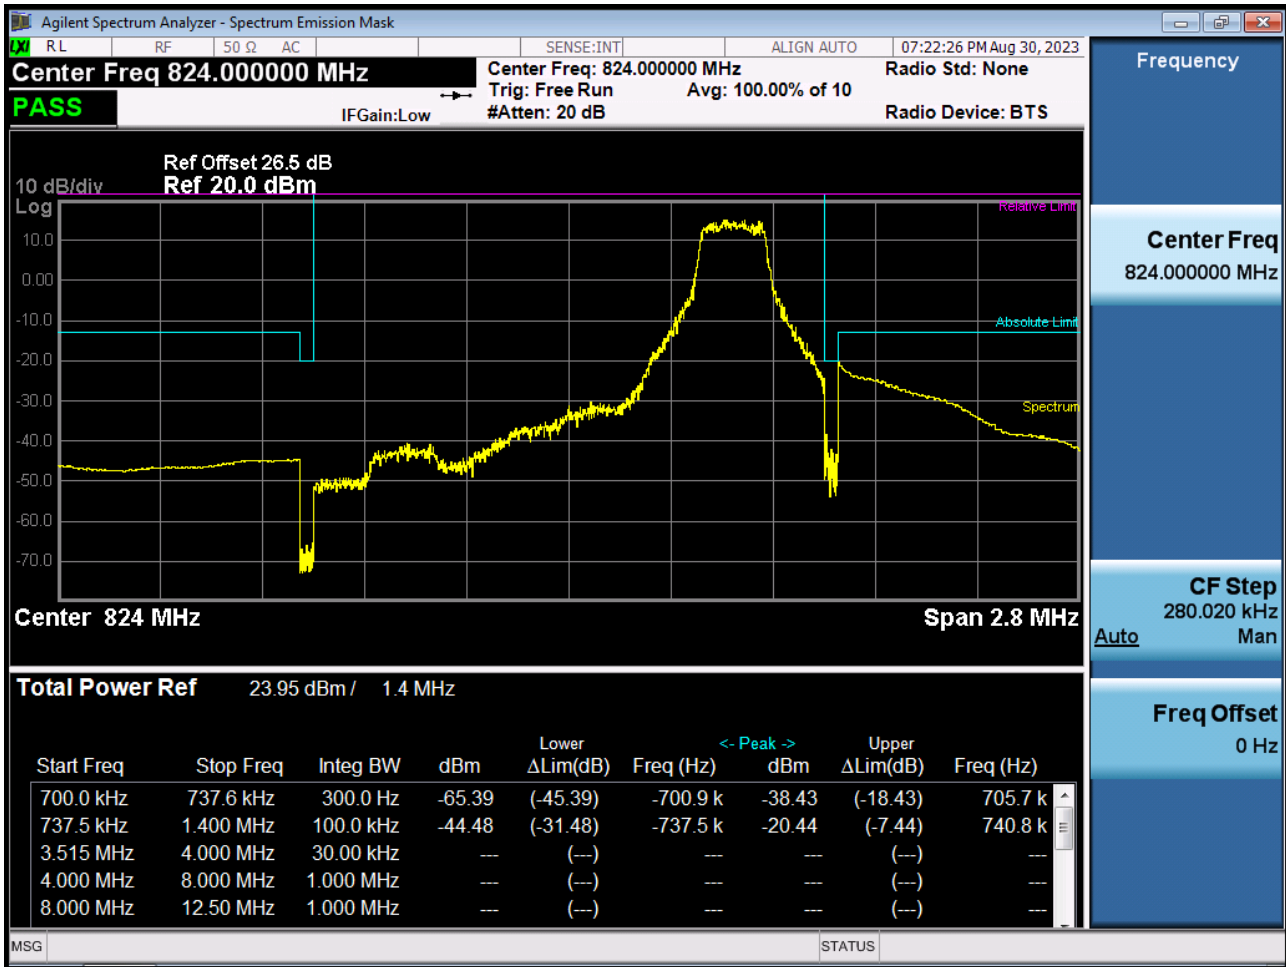 Agilent Spectrum Analyzer - Spectrum Emission Mask
LXI RL RF 50 Ω AC SENSE:INT ALIGN AUTO 07:22:26 PM Aug 30, 2023
Center Freq 824.000000 MHz
Center Freq: 824.000000 MHz Radio Std: None
Trig: Free Run Avg: 100.00% of 10
PASS
IFGain:Low #Atten: 20 dB Radio Device: BTS
Ref Offset 26.5 dB
10 dB/div Ref 20.0 dBm
Log
Relative Limit
10.0
0.00
-10.0
Absolute Limit
-20.0
-30.0
Spectrum
-40.0
-50.0
-60.0
-70.0
Center 824 MHz Span 2.8 MHz
Total Power Ref 23.95 dBm / 1.4 MHz
Lower <- Peak -> Upper
Start Freq Stop Freq Integ BW dBm ΔLim(dB) Freq (Hz) dBm ΔLim(dB) Freq (Hz)
700.0 kHz 737.6 kHz 300.0 Hz -65.39 (-45.39) -700.9 k -38.43 (-18.43) 705.7 k
737.5 kHz 1.400 MHz 100.0 kHz -44.48 (-31.48) -737.5 k -20.44 (-7.44) 740.8 k
3.515 MHz 4.000 MHz 30.00 kHz --- (---) --- --- (---) ---
4.000 MHz 8.000 MHz 1.000 MHz --- (---) --- --- (---) ---
8.000 MHz 12.50 MHz 1.000 MHz --- (---) --- --- (---) ---
MSG STATUS
Frequency
Center Freq
824.000000 MHz
CF Step
280.020 kHz
Auto Man
Freq Offset
0 Hz